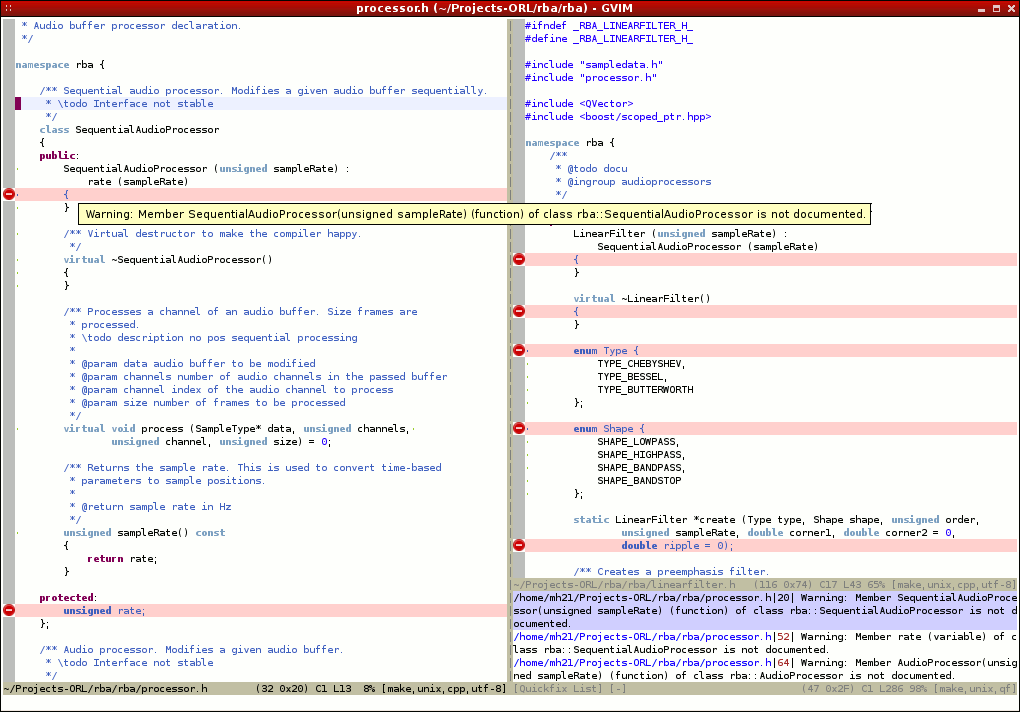 processor.h (~/Projects-ORL/rba/rba) - GVIM
 * Audio buffer processor declaration.
 */

namespace rba {

    /** Sequential audio processor. Modifies a given audio buffer sequentially.
     * \todo Interface not stable
     */
    class SequentialAudioProcessor
    {
    public:
        SequentialAudioProcessor (unsigned sampleRate) :
            rate (sampleRate)
        {
        }
Warning: Member SequentialAudioProcessor(unsigned sampleRate) (function) of class rba::SequentialAudioProcessor is not documented.

        /** Virtual destructor to make the compiler happy.
         */
        virtual ~SequentialAudioProcessor()
        {
        }

        /** Processes a channel of an audio buffer. Size frames are
         * processed.
         * \todo description no pos sequential processing
         *
         * @param data audio buffer to be modified
         * @param channels number of audio channels in the passed buffer
         * @param channel index of the audio channel to process
         * @param size number of frames to be processed
         */
        virtual void process (SampleType* data, unsigned channels,
                unsigned channel, unsigned size) = 0;

        /** Returns the sample rate. This is used to convert time-based
         * parameters to sample positions.
         *
         * @return sample rate in Hz
         */
        unsigned sampleRate() const
        {
            return rate;
        }

    protected:
        unsigned rate;
    };

    /** Audio processor. Modifies a given audio buffer.
     * \todo Interface not stable
     */
~/Projects-ORL/rba/rba/processor.h (32 0x20) C1 L13 8% [make,unix,cpp,utf-8]
#ifndef _RBA_LINEARFILTER_H_
#define _RBA_LINEARFILTER_H_

#include "sampledata.h"
#include "processor.h"

#include <QVector>
#include <boost/scoped_ptr.hpp>

namespace rba {
    /**
     * @todo docu
     * @ingroup audioprocessors
     */
        LinearFilter (unsigned sampleRate) :
            SequentialAudioProcessor (sampleRate)
        {
        }

        virtual ~LinearFilter()
        {
        }

        enum Type {
            TYPE_CHEBYSHEV,
            TYPE_BESSEL,
            TYPE_BUTTERWORTH
        };

        enum Shape {
            SHAPE_LOWPASS,
            SHAPE_HIGHPASS,
            SHAPE_BANDPASS,
            SHAPE_BANDSTOP
        };

        static LinearFilter *create (Type type, Shape shape, unsigned order,
                unsigned sampleRate, double corner1, double corner2 = 0,
                double ripple = 0);

        /** Creates a preemphasis filter.
~/Projects-ORL/rba/rba/linearfilter.h (116 0x74) C17 L43 65% [make,unix,cpp,utf-8]
/home/mh21/Projects-ORL/rba/rba/processor.h|20| Warning: Member SequentialAudioProce
ssor(unsigned sampleRate) (function) of class rba::SequentialAudioProcessor is not d
ocumented.
/home/mh21/Projects-ORL/rba/rba/processor.h|52| Warning: Member rate (variable) of c
lass rba::SequentialAudioProcessor is not documented.
/home/mh21/Projects-ORL/rba/rba/processor.h|64| Warning: Member AudioProcessor(unsig
ned sampleRate) (function) of class rba::AudioProcessor is not documented.
[Quickfix List] [-] (47 0x2F) C1 L286 98% [make,unix,qf]